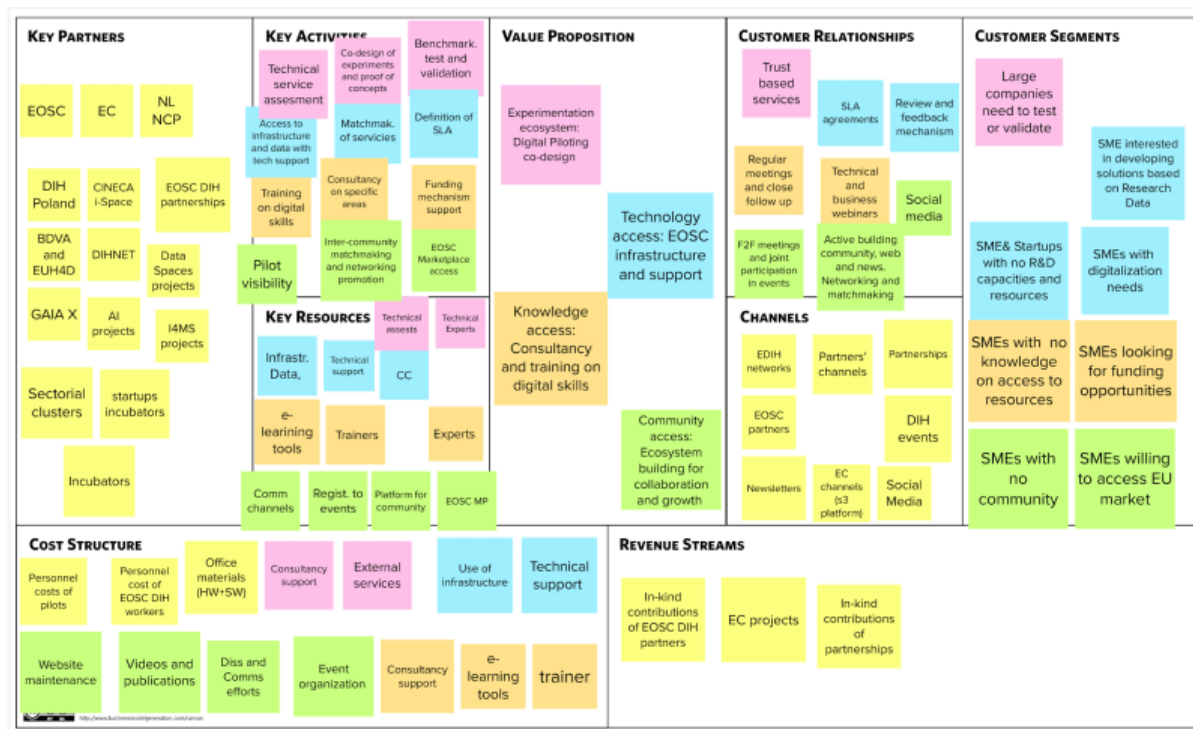 KEY PARTNERS
EOSC
EC
NL
NCP
DIH
Poland
CINECA
i-Space
EOSC DIH
partnerships
BDVA and
EUH4D
DIHNET
Data
Spaces
projects
GAIA X
AI
projects
I4MS
projects
Sectorial
clusters
startups
incubators
Incubators
KEY ACTIVITIES
Technical
service
assesment
Co-design of
experiments
and proof of
concepts
Benchmark.
test and
validation
Access to
infrastructure
and data with
tech support
Matchmak.
of servicies
Definition of
SLA
Training
on digital
skills
Consultancy
on specific
areas
Funding
mechanism
support
Pilot
visibility
Inter-community
matchmaking
and networking
promotion
EOSC
Marketplace
access
KEY RESOURCES
Technical
assests
Technical
Experts
Infrastr.
Data,
Technical
support
CC
e-
learining
tools
Trainers
Experts
Comm
channels
Regist. to
events
Platform for
community
EOSC MP
VALUE PROPOSITION
Experimentation
ecosystem:
Digital Piloting
co-design
Technology
access: EOSC
infrastructure
and support
Knowledge
access:
Consultancy
and training on
digital skills
Community
access:
Ecosystem
building for
collaboration
and growth
CUSTOMER RELATIONSHIPS
Trust
based
services
SLA
agreements
Review and
feedback
mechanism
Regular
meetings
and close
follow up
Technical
and
business
webinars
Social
media
F2F meetings
and joint
participation
in events
Active building
community, web
and news.
Networking and
matchmaking
CHANNELS
EDIH
networks
Partners'
channels
Partnerships
EOSC
partners
DIH
events
Newsletters
EC
channels
(s3
platform)
Social
Media
CUSTOMER SEGMENTS
Large
companies
need to test
or validate
SME interested
in developing
solutions based
on Research
Data
SME& Startups
with no R&D
capacities and
resources
SMEs with
digitalization
needs
SMEs with no
knowledge
on access to
resources
SMEs looking
for funding
opportunities
SMEs with
no
community
SMEs willing
to access EU
market
COST STRUCTURE
Personnel
costs of
pilots
Personnel
cost of
EOSC DIH
workers
Office
materials
(HW+SW)
Consultancy
support
External
services
Use of
infrastructure
Technical
support
Website
maintenance
Videos and
publications
Diss and
Comms
efforts
Event
organization
Consultancy
support
e-
learning
tools
trainer
http://www.businessmodelgeneration.com/canvas
REVENUE STREAMS
In-kind
contributions
of EOSC DIH
partners
EC projects
In-kind
contributions
of
partnerships